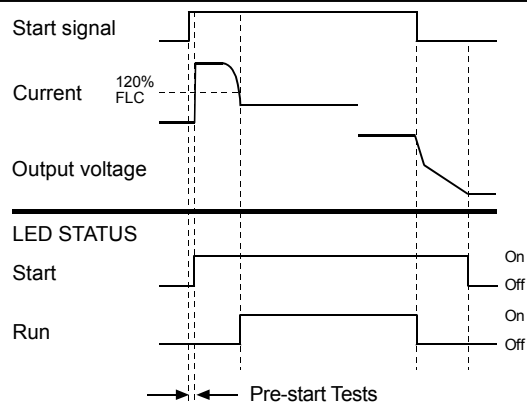 Start signal
Current
120%
FLC
Output voltage
LED STATUS
Start
On
Off
Run
On
Off
Pre-start Tests